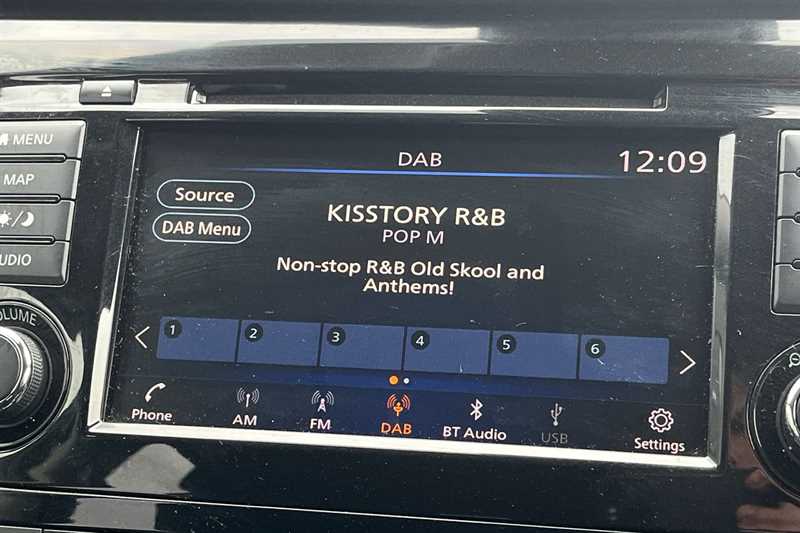 MENU
MAP
UDIO
VOLUME
DAB
12:09
Source
DAB Menu
KISSTORY R&B
POP M
Non-stop R&B Old Skool and
Anthems!
1 2 3 4 5 6
Phone AM FM DAB BT Audio USB Settings